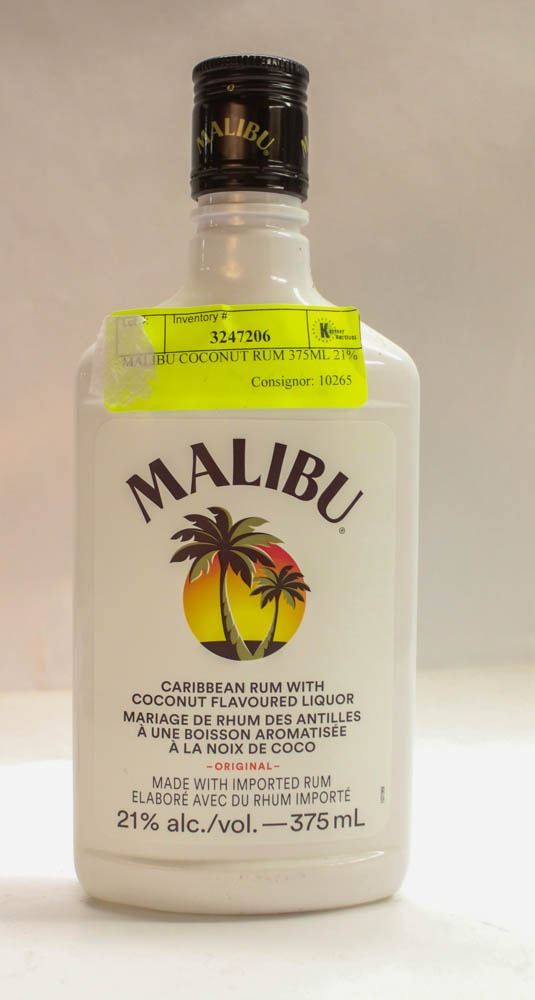 MALIBU
Lot #:
Inventory #
3247206
MALIBU COCONUT RUM 375ML 21%
Consignor: 10265
MALIBU®
CARIBBEAN RUM WITH
COCONUT FLAVOURED LIQUOR
MARIAGE DE RHUM DES ANTILLES
À UNE BOISSON AROMATISÉE
À LA NOIX DE COCO
–ORIGINAL–
MADE WITH IMPORTED RUM
ELABORÉ AVEC DU RHUM IMPORTÉ
21% alc./vol. — 375 mL